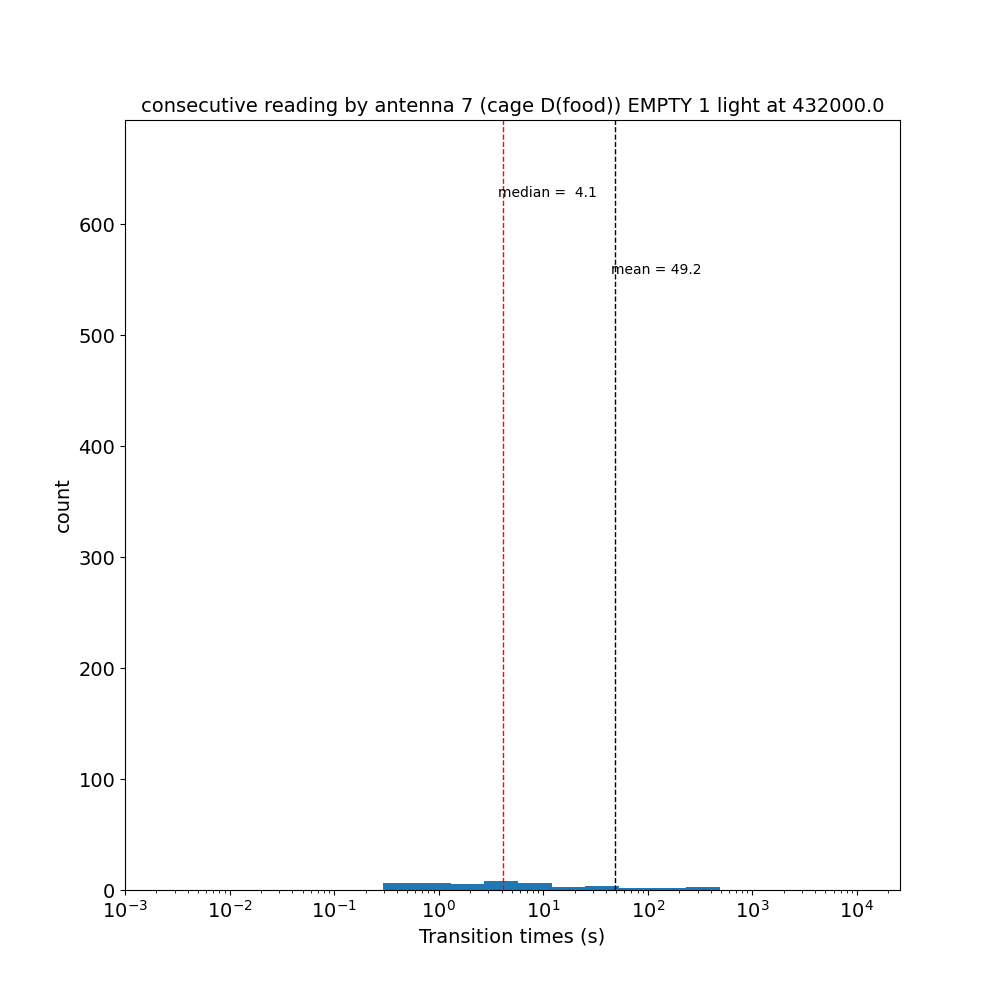 consecutive reading by antenna 7 (cage D(food)) EMPTY 1 light at 432000.0
median =  4.1
mean = 49.2
600
500
400
300
200
100
0
count
10⁻³ 10⁻² 10⁻¹ 10⁰ 10¹ 10² 10³ 10⁴
Transition times (s)